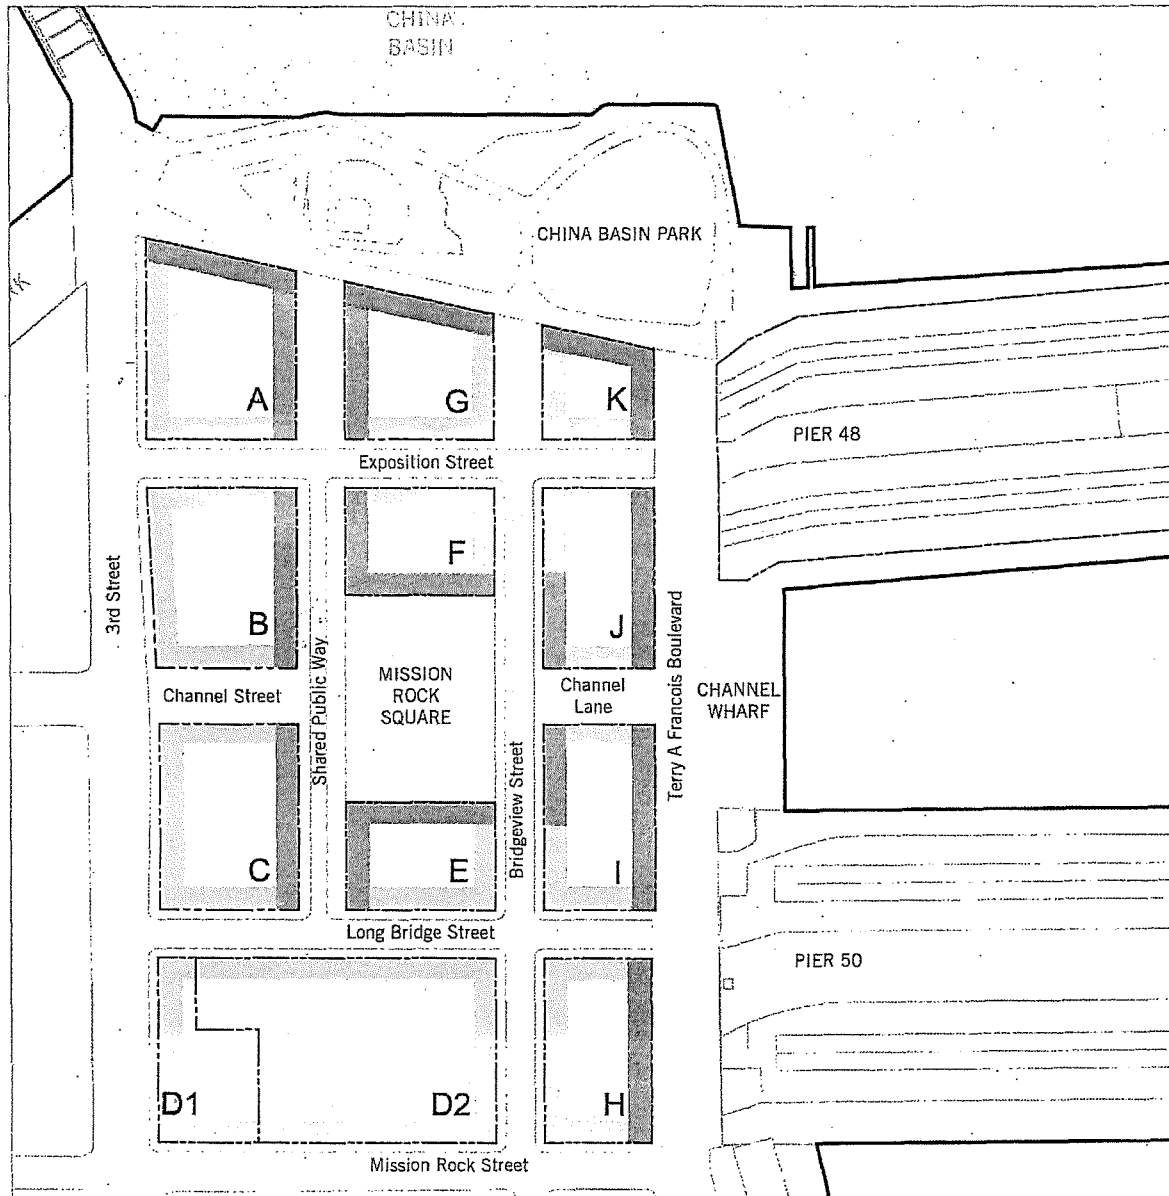 CHINA
BASIN
CHINA BASIN PARK
A
G
K
PIER 48
Exposition Street
3rd Street
B
F
J
Shared Public Way
MISSION
ROCK
SQUARE
Channel Street
Channel
Lane
Terry A Francois Boulevard
CHANNEL
WHARF
Bridgeview Street
C
E
I
Long Bridge Street
PIER 50
D1
D2
H
Mission Rock Street